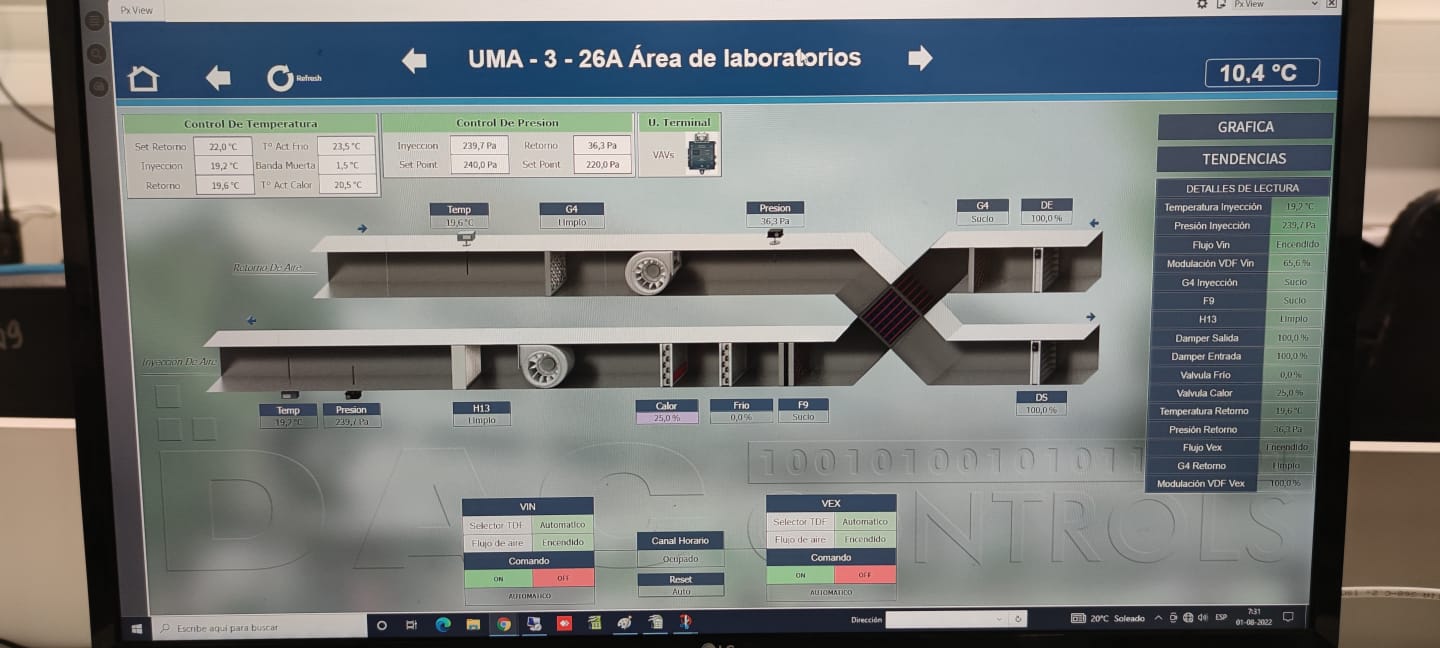 Px View
Px View
UMA - 3 - 26A Área de laboratorios
Refresh
10,4 °C
Control De Temperatura
Set Retorno 22,0 °C Tº Act Frio 23,5 °C
Inyeccion 19,2 °C Banda Muerta 1,5 °C
Retorno 19,6 °C Tº Act Calor 20,5 °C
Control De Presion
Inyeccion 239,7 Pa Retorno 36,3 Pa
Set Point 240,0 Pa Set Point 220,0 Pa
U. Terminal
VAVs
GRAFICA
TENDENCIAS
DETALLES DE LECTURA
Temperatura Inyección 19,2 °C
Presión Inyección 239,7 Pa
Flujo Vin Encendido
Modulación VDF Vin 65,6 %
G4 Inyección Sucio
F9 Sucio
H13 Limpio
Damper Salida 100,0 %
Damper Entrada 100,0 %
Valvula Frío 0,0 %
Valvula Calor 25,0 %
Temperatura Retorno 19,6 °C
Presión Retorno 36,3 Pa
Flujo Vex Encendido
G4 Retorno Limpio
Modulación VDF Vex 100,0 %
Temp
19,6 °C
G4
Limpio
Presion
36,3 Pa
G4
Sucio
DE
100,0 %
Retorno De Aire
Inyección De Aire
Temp
19,2 °C
Presion
239,7 Pa
H13
Limpio
Calor
25,0 %
Frio
0,0 %
F9
Sucio
DS
100,0 %
10010100101011
DAC CONTROLS
VIN
Selector TDF Automatico
Flujo de aire Encendido
Comando
ON OFF
AUTOMATICO
Canal Horario
Ocupado
Reset
Auto
VEX
Selector TDF Automatico
Flujo de aire Encendido
Comando
ON OFF
AUTOMATICO
Escribe aquí para buscar
Dirección
20°C Soleado
ESP
7:31
01-08-2022
LG